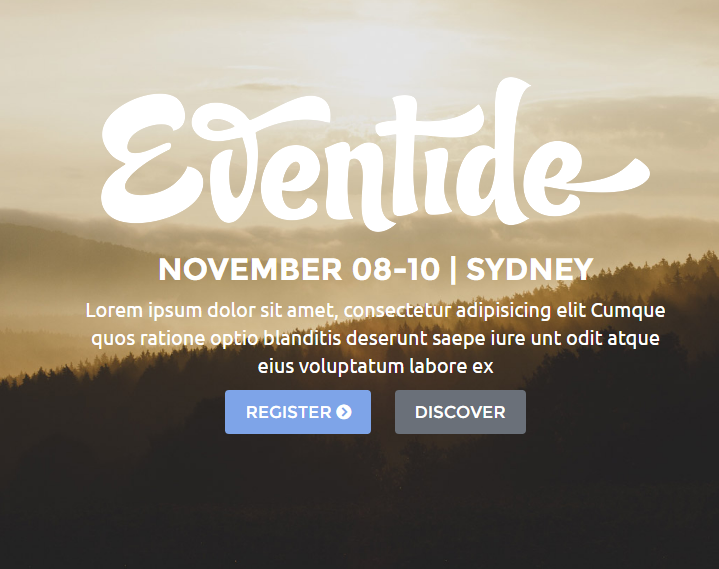 Eventide
NOVEMBER 08-10 | SYDNEY
Lorem ipsum dolor sit amet, consectetur adipisicing elit Cumque
quos ratione optio blanditis deserunt saepe iure unt odit atque
eius voluptatum labore ex
REGISTER
DISCOVER